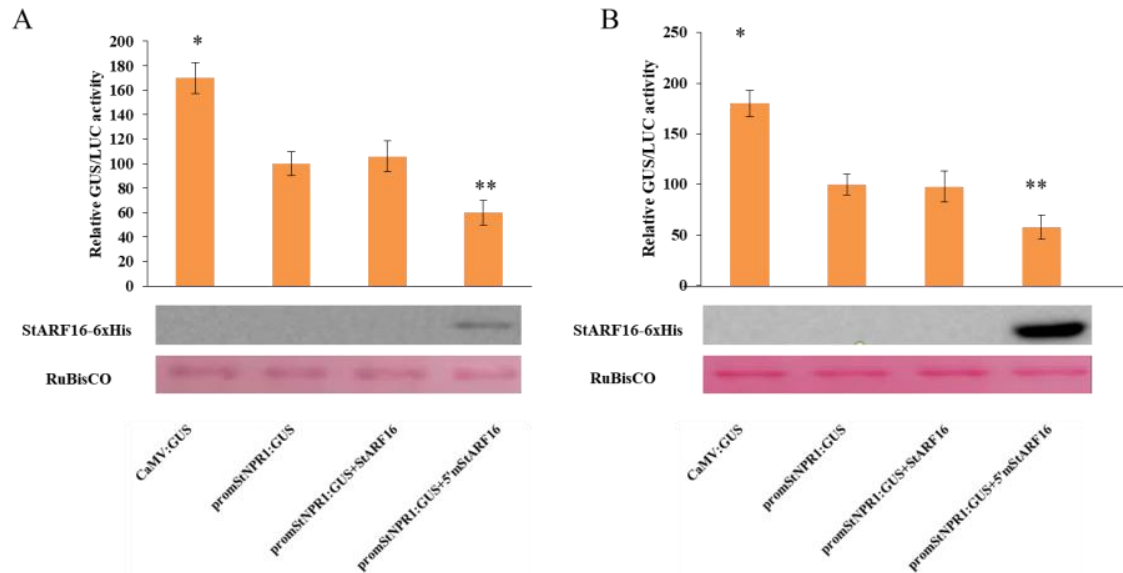 A
Relative GUS/LUC activity
200
180
160
140
120
100
80
60
40
20
0
*
**
StARF16-6xHis
RuBisCO
CaMV:GUS
promStNPR1:GUS
promStNPR1:GUS+StARF16
promStNPR1:GUS+5'mStARF16
B
Relative GUS/LUC activity
250
200
150
100
50
0
*
**
StARF16-6xHis
RuBisCO
CaMV:GUS
promStNPR1:GUS
promStNPR1:GUS+StARF16
promStNPR1:GUS+5'mStARF16